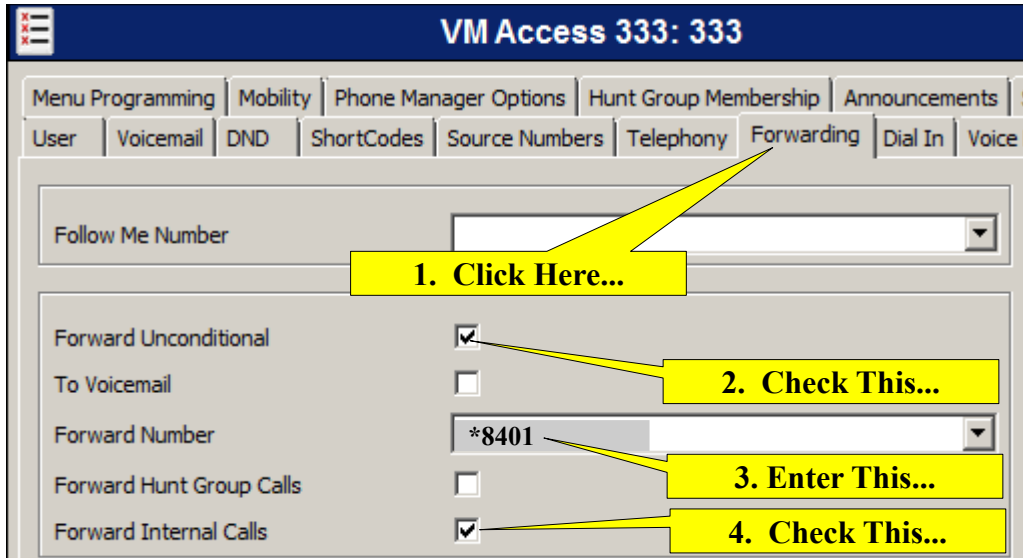 VM Access 333: 333
Menu Programming Mobility Phone Manager Options Hunt Group Membership Announcements
User Voicemail DND ShortCodes Source Numbers Telephony Forwarding Dial In Voice
Follow Me Number
1. Click Here...
Forward Unconditional
To Voicemail
2. Check This...
Forward Number *8401
3. Enter This...
Forward Hunt Group Calls
Forward Internal Calls
4. Check This...